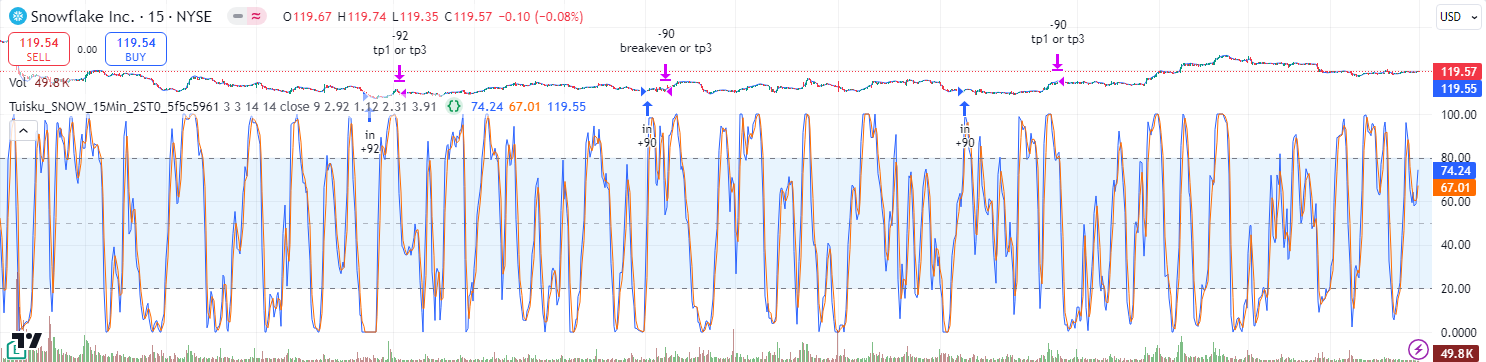 Snowflake Inc. · 15 · NYSE
O119.67 H119.74 L119.35 C119.57 −0.10 (−0.08%)
USD
119.54 SELL
0.00
119.54 BUY
-92
tp1 or tp3
-90
breakeven or tp3
-90
tp1 or tp3
119.57
119.55
Vol 49.8 K
Tuisku_SNOW_15Min_2ST0_5f5c5961 3 3 14 14 close 9 2.92 1.12 2.31 3.91 {} 74.24 67.01 119.55
in
+92
in
+90
in
+90
100.00
80.00
74.24
67.01
60.00
40.00
20.00
0.0000
49.8 K
L